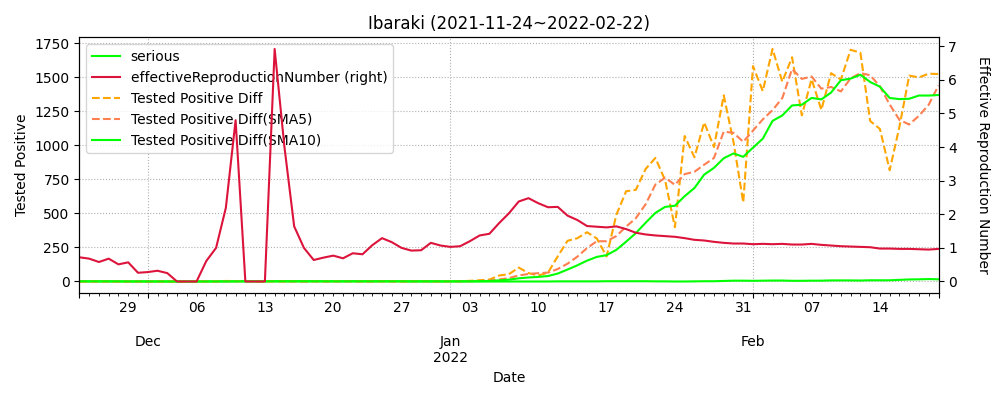 Ibaraki (2021-11-24~2022-02-22)
serious
effectiveReproductionNumber (right)
Tested Positive Diff
Tested Positive Diff(SMA5)
Tested Positive Diff(SMA10)
Tested Positive
1750
1500
1250
1000
750
500
250
0
7
6
5
4
3
2
1
0
Effective Reproduction Number
29 06 13 20 27 03 10 17 24 31 07 14
Dec Jan Feb
2022
Date